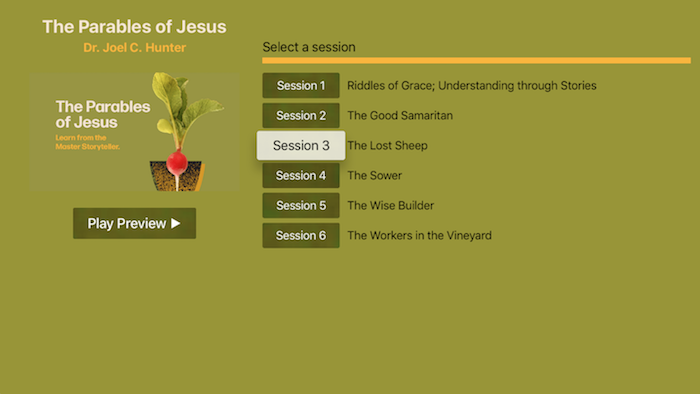 The Parables of Jesus
Dr. Joel C. Hunter
The Parables
of Jesus
Learn from the
Master Storyteller.
Play Preview ▶
Select a session
Session 1 Riddles of Grace; Understanding through Stories
Session 2 The Good Samaritan
Session 3 The Lost Sheep
Session 4 The Sower
Session 5 The Wise Builder
Session 6 The Workers in the Vineyard